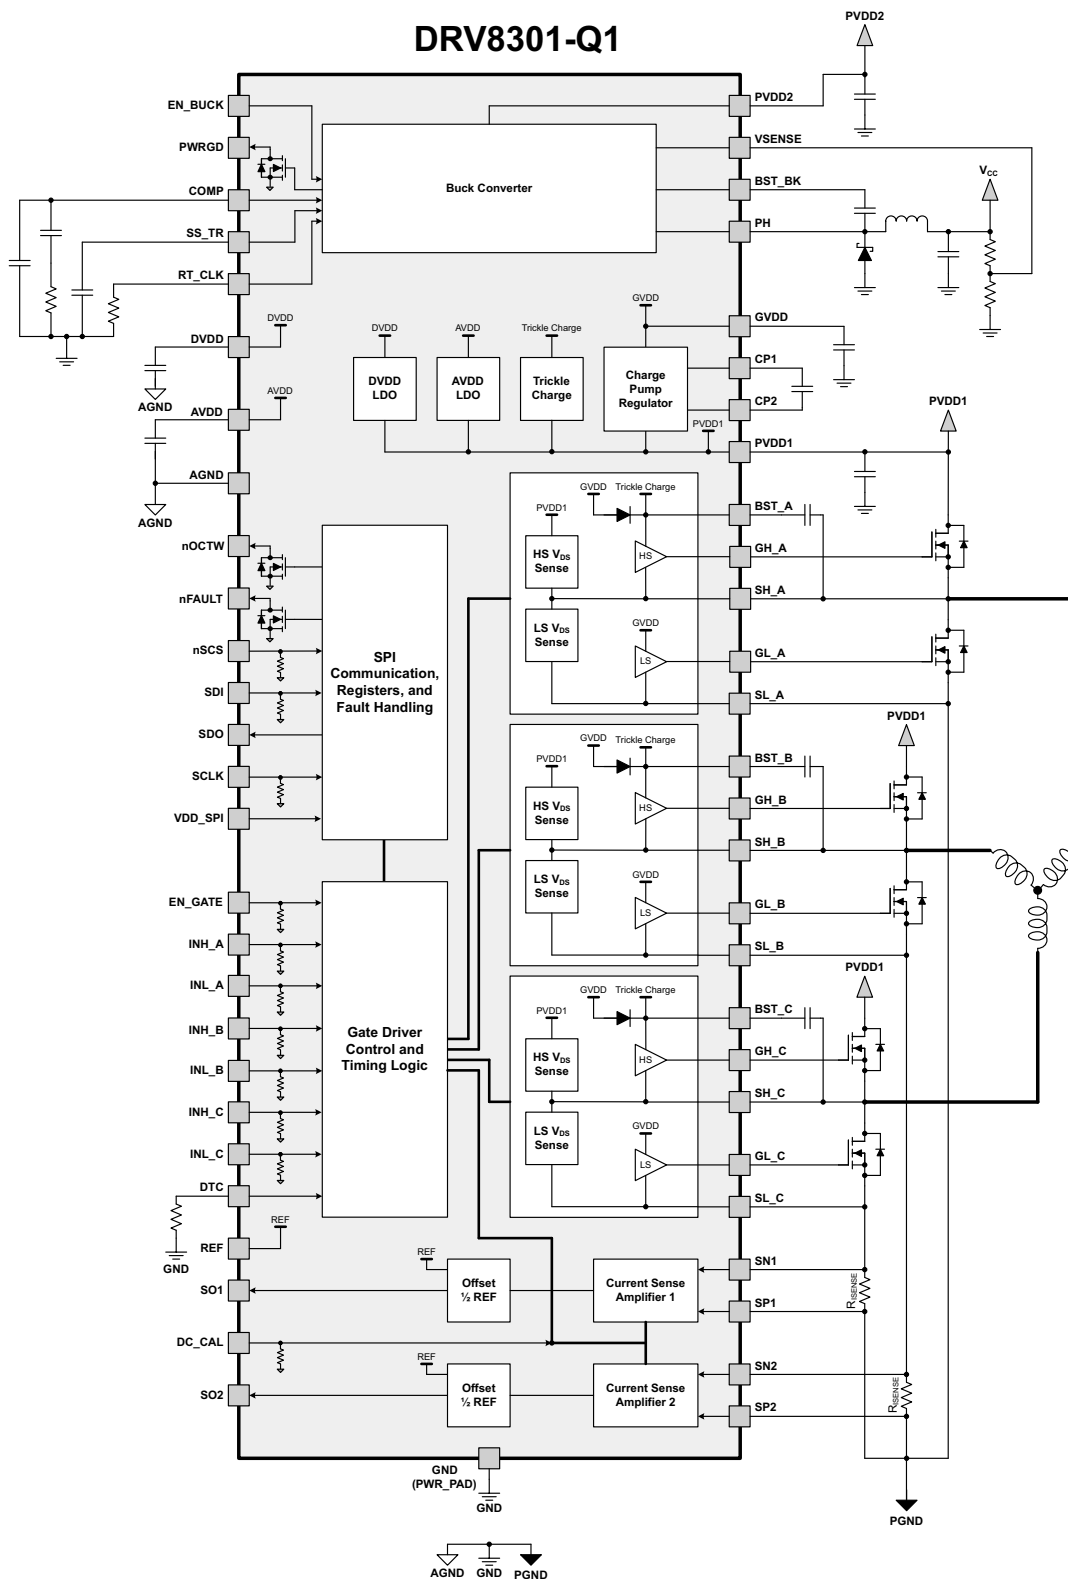 DRV8301-Q1
PVDD2
EN_BUCK
PWRGD
COMP
SS_TR
RT_CLK
Buck Converter
PVDD2
VSENSE
BST_BK
PH
VCC
DVDD
DVDD
AGND
AVDD
AVDD
AGND
AGND
DVDD
DVDD
LDO
AVDD
AVDD
LDO
Trickle Charge
Trickle
Charge
GVDD
Charge
Pump
Regulator
PVDD1
GVDD
CP1
CP2
PVDD1
PVDD1
nOCTW
nFAULT
nSCS
SDI
SDO
SCLK
VDD_SPI
SPI
Communication,
Registers, and
Fault Handling
GVDD
Trickle Charge
PVDD1
HS VDS
Sense
HS
LS VDS
Sense
GVDD
LS
BST_A
GH_A
SH_A
GL_A
SL_A
PVDD1
GVDD
Trickle Charge
PVDD1
HS VDS
Sense
HS
LS VDS
Sense
GVDD
LS
BST_B
GH_B
SH_B
GL_B
SL_B
PVDD1
EN_GATE
INH_A
INL_A
INH_B
INL_B
INH_C
INL_C
DTC
GND
Gate Driver
Control and
Timing Logic
GVDD
Trickle Charge
PVDD1
HS VDS
Sense
HS
LS VDS
Sense
GVDD
LS
BST_C
GH_C
SH_C
GL_C
SL_C
REF
REF
SO1
DC_CAL
SO2
REF
Offset
½ REF
Current Sense
Amplifier 1
SN1
SP1
RISENSE
REF
Offset
½ REF
Current Sense
Amplifier 2
SN2
SP2
RISENSE
GND
(PWR_PAD)
GND
PGND
AGND
GND
PGND